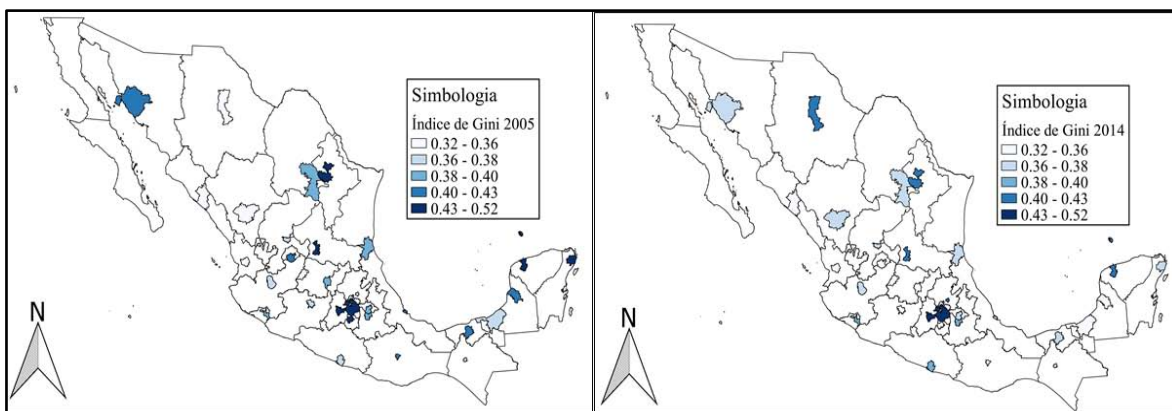 Simbologia
Índice de Gini 2005
0.32 - 0.36
0.36 - 0.38
0.38 - 0.40
0.40 - 0.43
0.43 - 0.52
N
Simbologia
Índice de Gini 2014
0.32 - 0.36
0.36 - 0.38
0.38 - 0.40
0.40 - 0.43
0.43 - 0.52
N